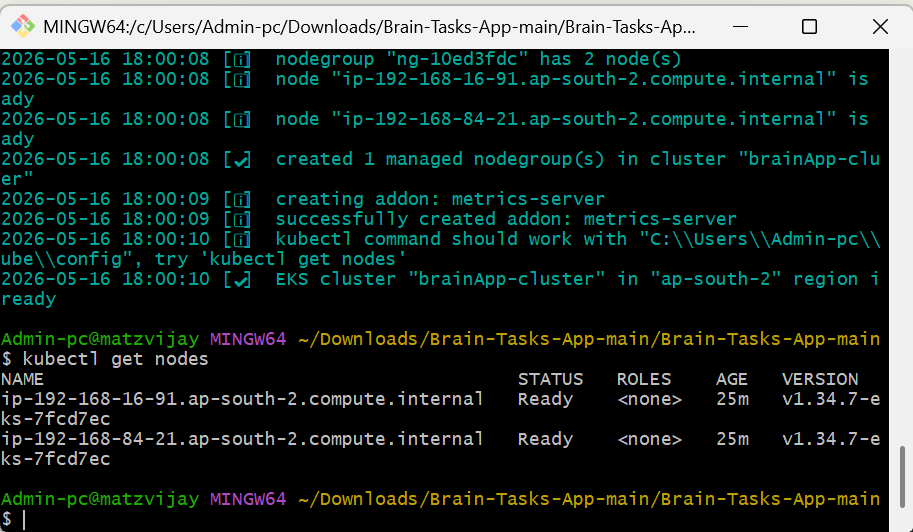 MINGW64:/c/Users/Admin-pc/Downloads/Brain-Tasks-App-main/Brain-Tasks-Ap...
2026-05-16 18:00:08 [ℹ]  nodegroup "ng-10ed3fdc" has 2 node(s)
2026-05-16 18:00:08 [ℹ]  node "ip-192-168-16-91.ap-south-2.compute.internal" is
ady
2026-05-16 18:00:08 [ℹ]  node "ip-192-168-84-21.ap-south-2.compute.internal" is
ady
2026-05-16 18:00:08 [✔]  created 1 managed nodegroup(s) in cluster "brainApp-clu
er"
2026-05-16 18:00:09 [ℹ]  creating addon: metrics-server
2026-05-16 18:00:09 [ℹ]  successfully created addon: metrics-server
2026-05-16 18:00:10 [ℹ]  kubectl command should work with "C:\\Users\\Admin-pc\\
ube\\config", try 'kubectl get nodes'
2026-05-16 18:00:10 [✔]  EKS cluster "brainApp-cluster" in "ap-south-2" region i
ready
Admin-pc@matzvijay MINGW64 ~/Downloads/Brain-Tasks-App-main/Brain-Tasks-App-main
$ kubectl get nodes
NAME STATUS ROLES AGE VERSION
ip-192-168-16-91.ap-south-2.compute.internal Ready <none> 25m v1.34.7-e
ks-7fcd7ec
ip-192-168-84-21.ap-south-2.compute.internal Ready <none> 25m v1.34.7-e
ks-7fcd7ec
Admin-pc@matzvijay MINGW64 ~/Downloads/Brain-Tasks-App-main/Brain-Tasks-App-main
$